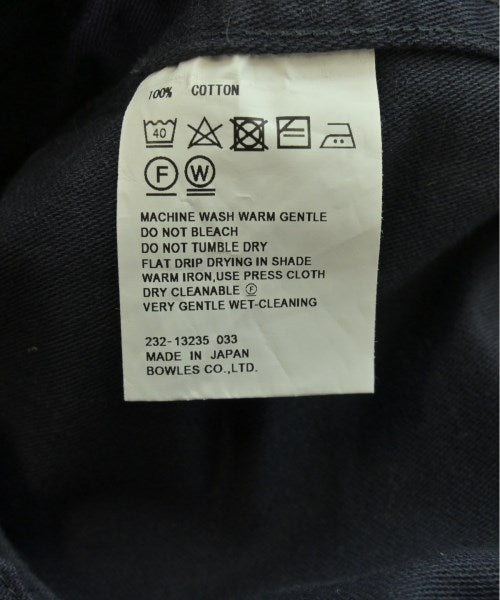 100% COTTON
40
F W
MACHINE WASH WARM GENTLE
DO NOT BLEACH
DO NOT TUMBLE DRY
FLAT DRIP DRYING IN SHADE
WARM IRON,USE PRESS CLOTH
DRY CLEANABLE Ⓕ
VERY GENTLE WET-CLEANING
232-13235 033
MADE IN JAPAN
BOWLES CO.,LTD.